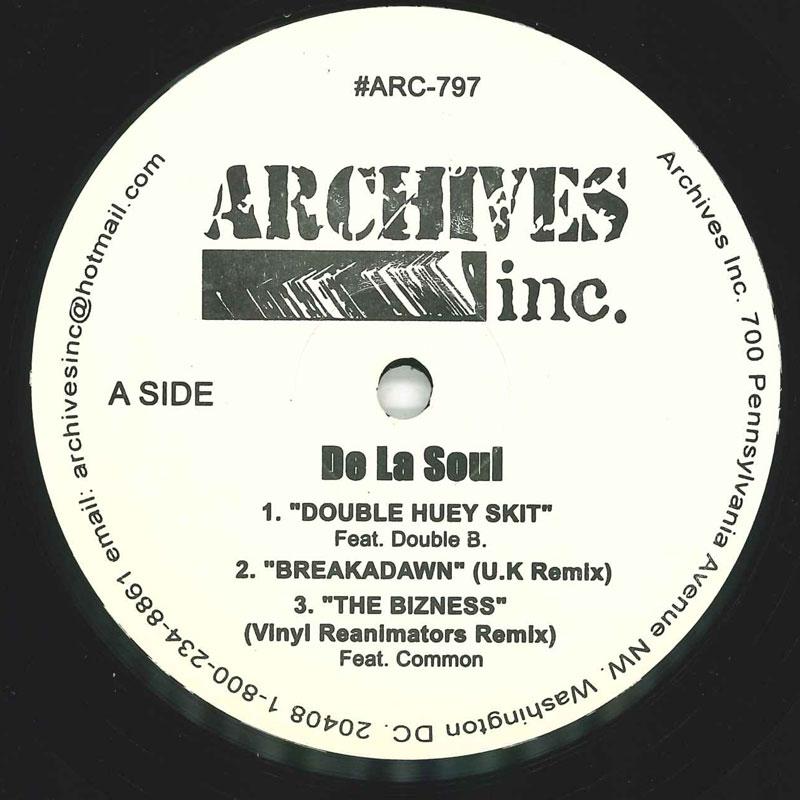 #ARC-797
ARCHIVES
inc.
A SIDE
De La Soul
1. "DOUBLE HUEY SKIT"
Feat. Double B.
2. "BREAKADAWN" (U.K Remix)
3. "THE BIZNESS"
(Vinyl Reanimators Remix)
Feat. Common
Archives Inc. 700 Pennsylvania Avenue NW. Washington DC. 20408 1-800-234-8861 email: archivesinc@hotmail.com